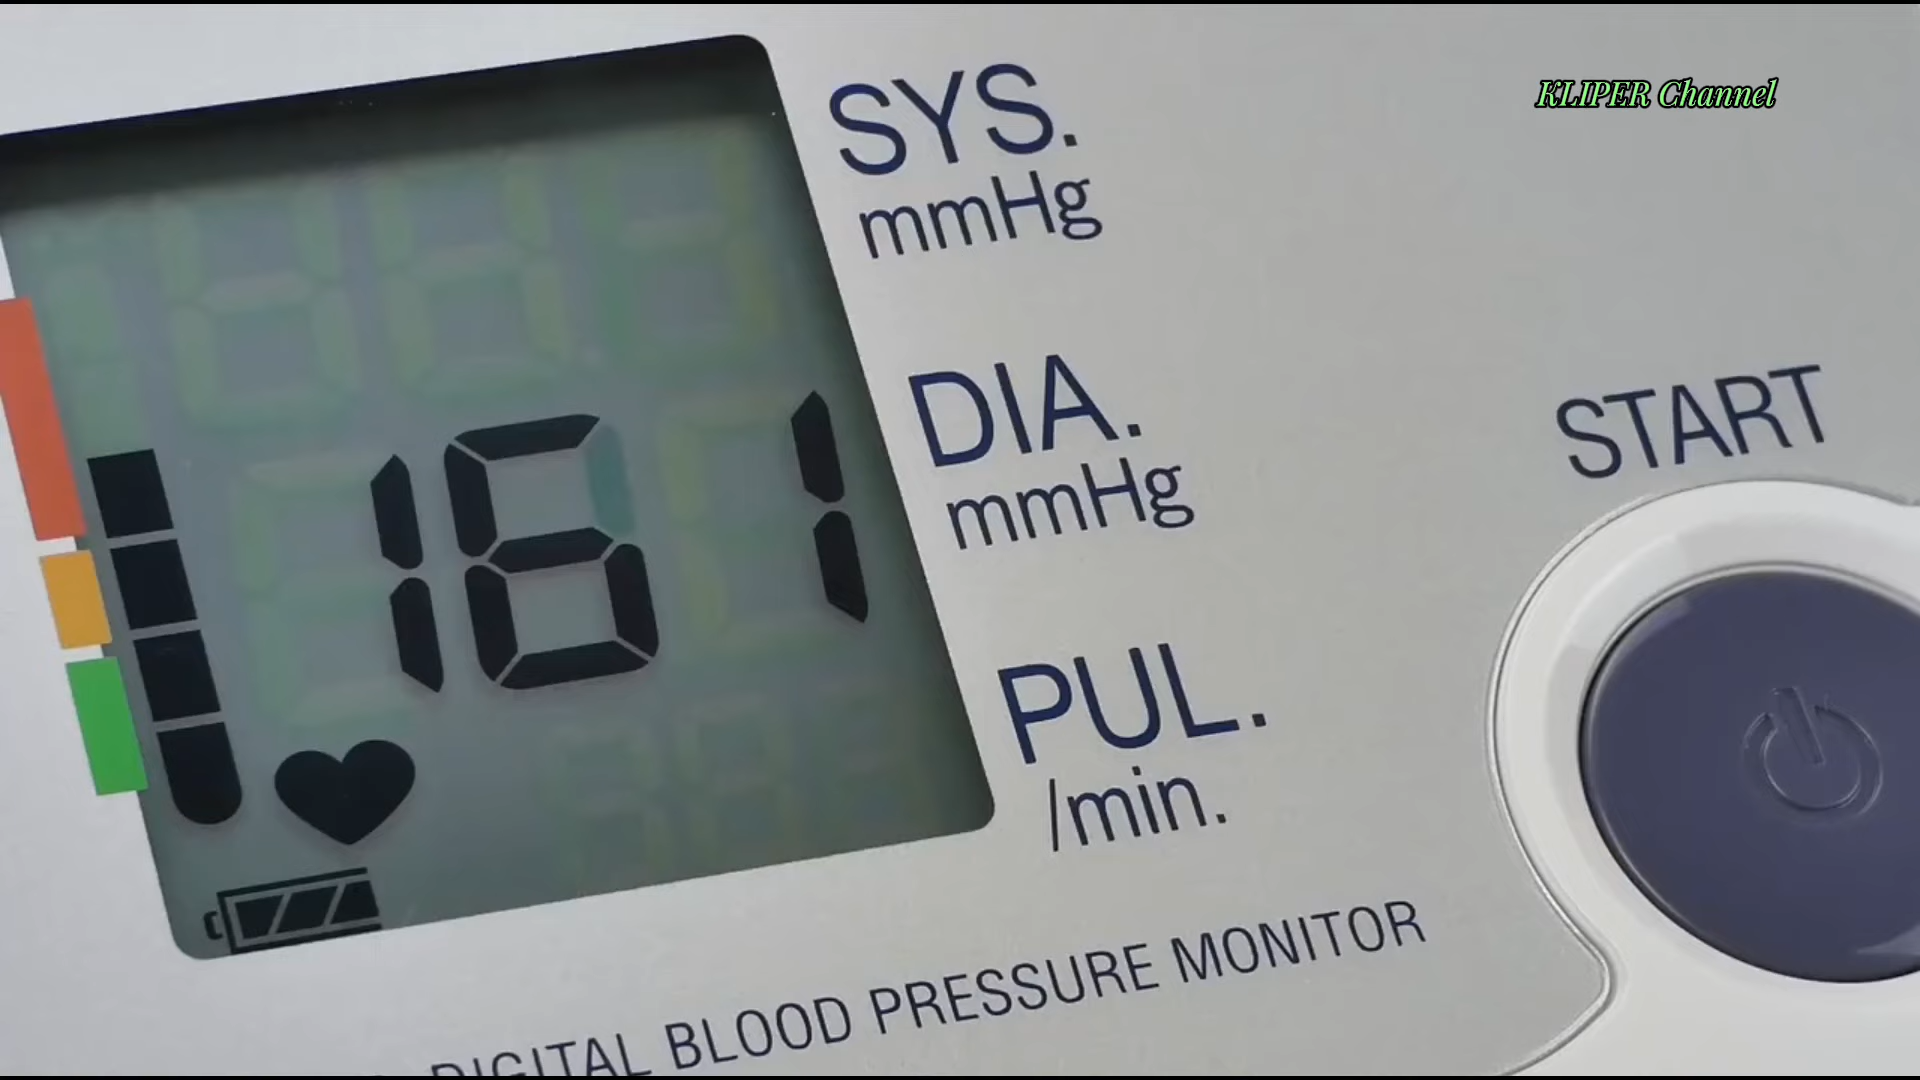 KLIPER Channel
SYS.
mmHg
DIA.
mmHg
161
START
PUL.
/min.
DIGITAL BLOOD PRESSURE MONITOR